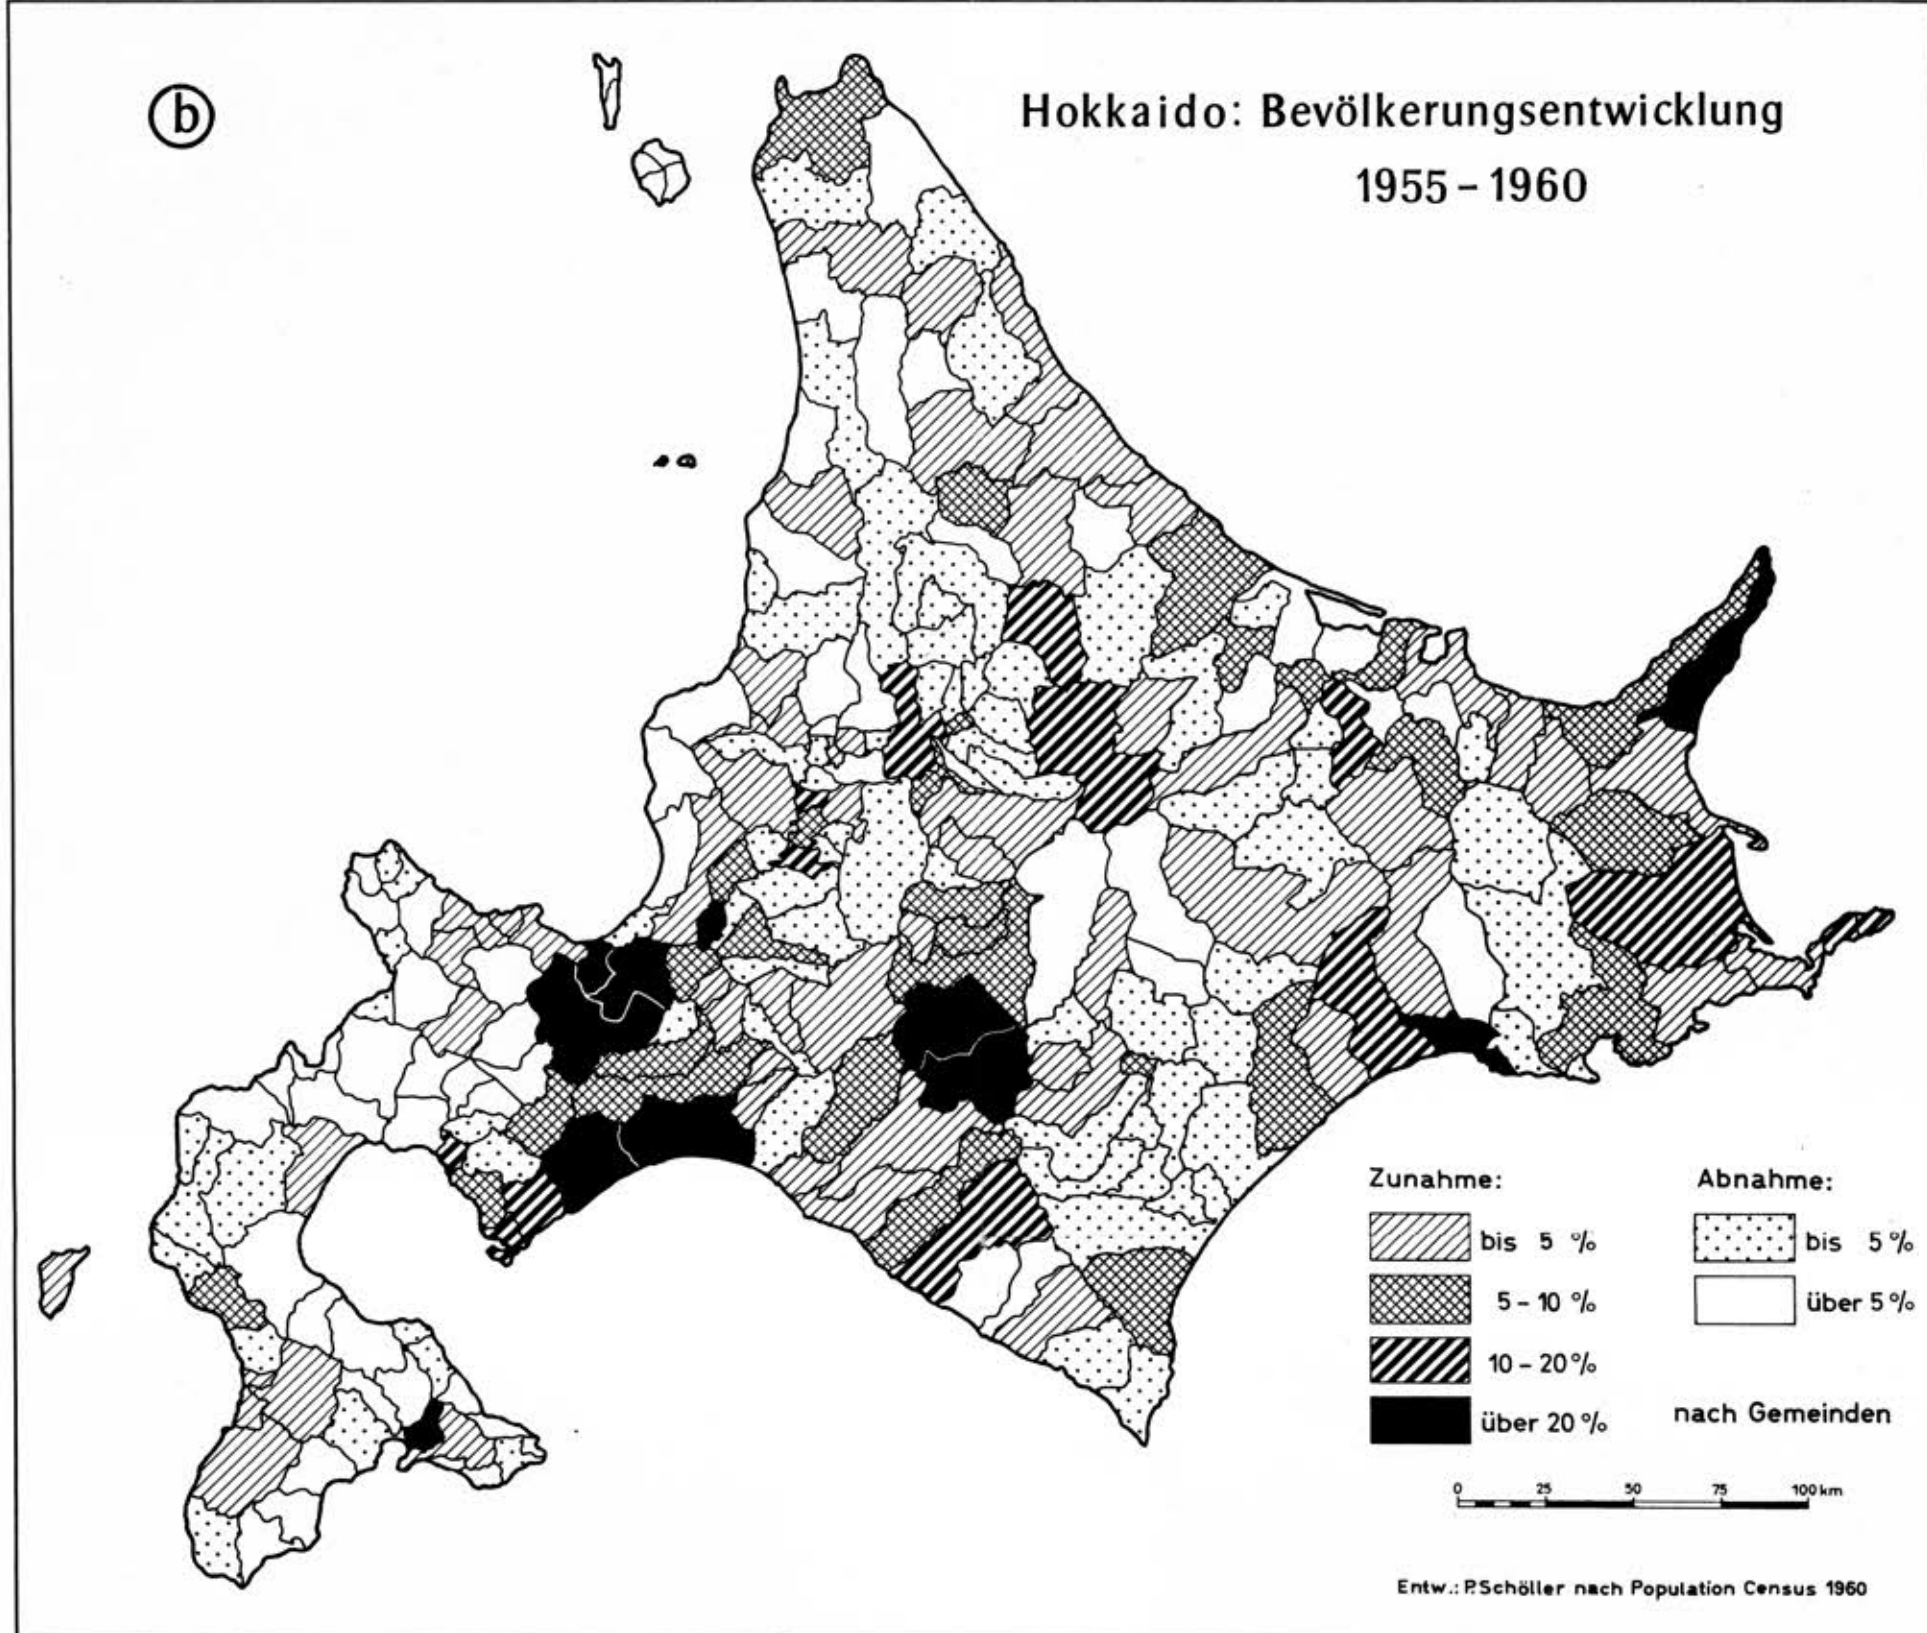 b
Hokkaido: Bevölkerungsentwicklung
1955 – 1960
Zunahme:
bis 5 %
5 – 10 %
10 – 20 %
über 20 %
Abnahme:
bis 5 %
über 5 %
nach Gemeinden
0 25 50 75 100 km
Entw.: P. Schöller nach Population Census 1960